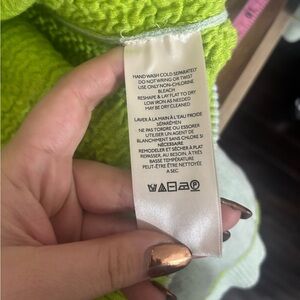 HAND WASH COLD SEPARATELY
DO NOT WRING OR TWIST
USE ONLY NON-CHLORINE
BLEACH
RESHAPE & LAY FLAT TO DRY
LOW IRON AS NEEDED
MAY BE DRY CLEANED
LAVER À LA MAIN À L'EAU FROIDE
SÉPARÉMEN
NE PAS TORDRE OU ESSORER
UTILISER UN AGENT DE
BLANCHIMENT SANS CHLORE SI
NÉCESSAIRE
REMODELER ET SÉCHER À PLAT
REPASSER, AU BESOIN, À TRÈS
BASSE TEMPÉRATURE
PEUT-ÊTRE ÊTRE NETTOYÉE
A SEC